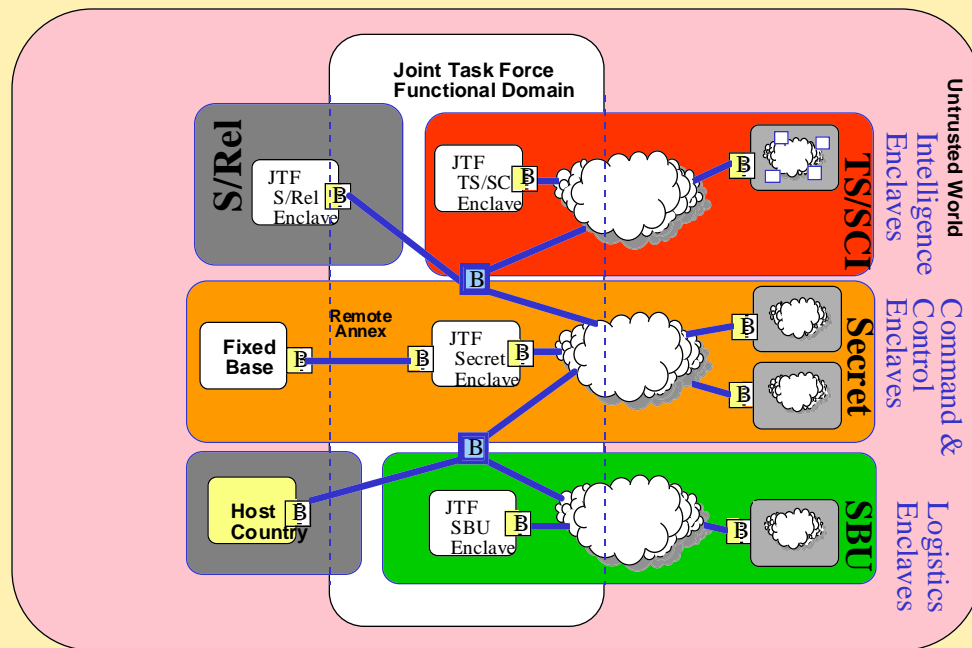 Joint Task Force
Functional Domain
S/Rel
JTF
S/Rel
Enclave
B
JTF
TS/SC
Enclave
B
B
TS/SCI
Untrusted World
Intelligence
Enclaves
B
Fixed
Base
B
Remote
Annex
B
JTF
Secret
Enclave
B
B
B
Secret
Command &
Control
Enclaves
B
Host
Country
B
JTF
SBU
Enclave
B
B
SBU
Logistics
Enclaves